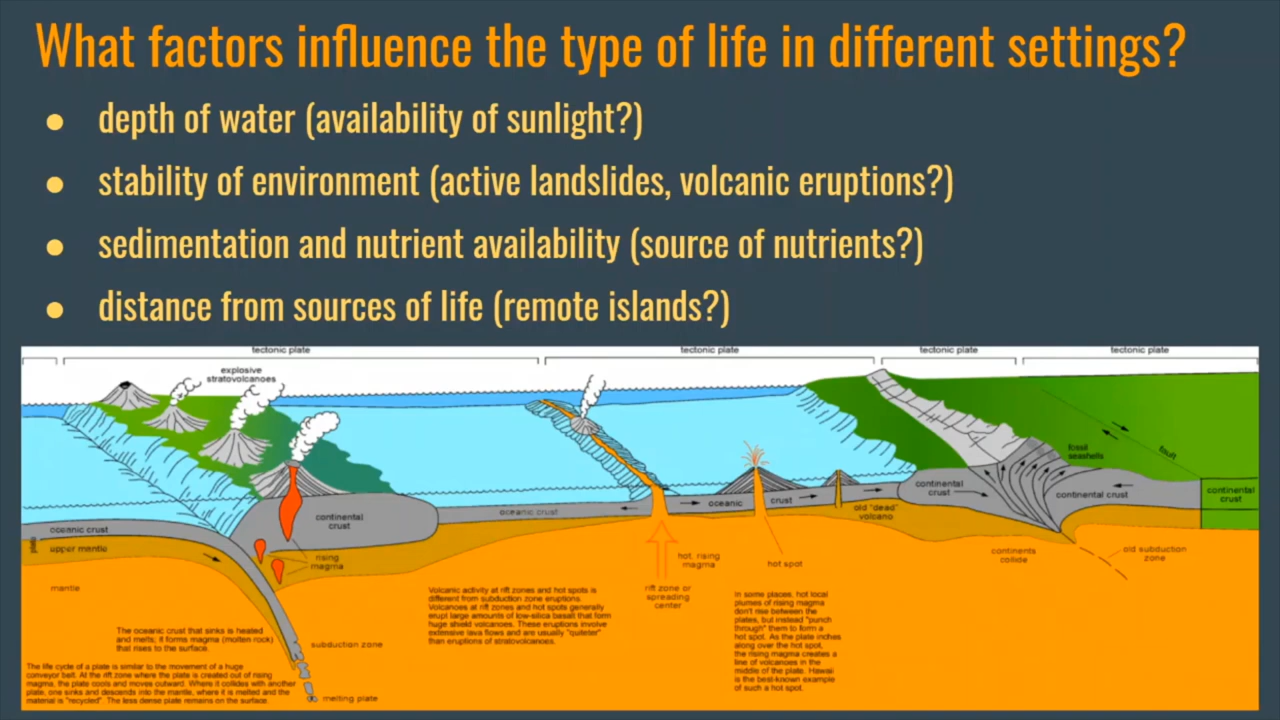 What factors influence the type of life in different settings?
● depth of water (availability of sunlight?)
● stability of environment (active landslides, volcanic eruptions?)
● sedimentation and nutrient availability (source of nutrients?)
● distance from sources of life (remote islands?)
tectonic plate
tectonic plate
tectonic plate
tectonic plate
explosive
stratovolcanoes
fossil
seashells
fault
continental
crust
continental crust
continental
crust
oceanic
crust
old "dead"
volcano
oceanic crust
continental
crust
oceanic crust
plate
upper mantle
rising
magma
hot, rising
magma
hot spot
continents
collide
old subduction
zone
mantle
rift zone or
spreading
center
Volcanic activity at rift zones and hot spots is
different from subduction zone eruptions.
Volcanoes at rift zones and hot spots generally
erupt large amounts of low-silica basalt that form
huge shield volcanoes. These eruptions involve
extensive lava flows and are usually "quieter"
than eruptions of stratovolcanoes.
In some places, hot local
plumes of rising magma
don't rise between the
plates, but instead "punch
through" them to form a
hot spot. As the plate inches
along over the hot spot,
the rising magma creates a
line of volcanoes in the
middle of the plate. Hawaii
is the best-known example
of such a hot spot.
The oceanic crust that sinks is heated
and melts; it forms magma (molten rock)
that rises to the surface.
subduction zone
The life cycle of a plate is similar to the movement of a huge
conveyor belt. At the rift zone where the plate is created out of rising
magma, the plate cools and moves outward. Where it collides with another
plate, one sinks and descends into the mantle, where it is melted and the
material is "recycled". The less dense plate remains on the surface.
melting plate